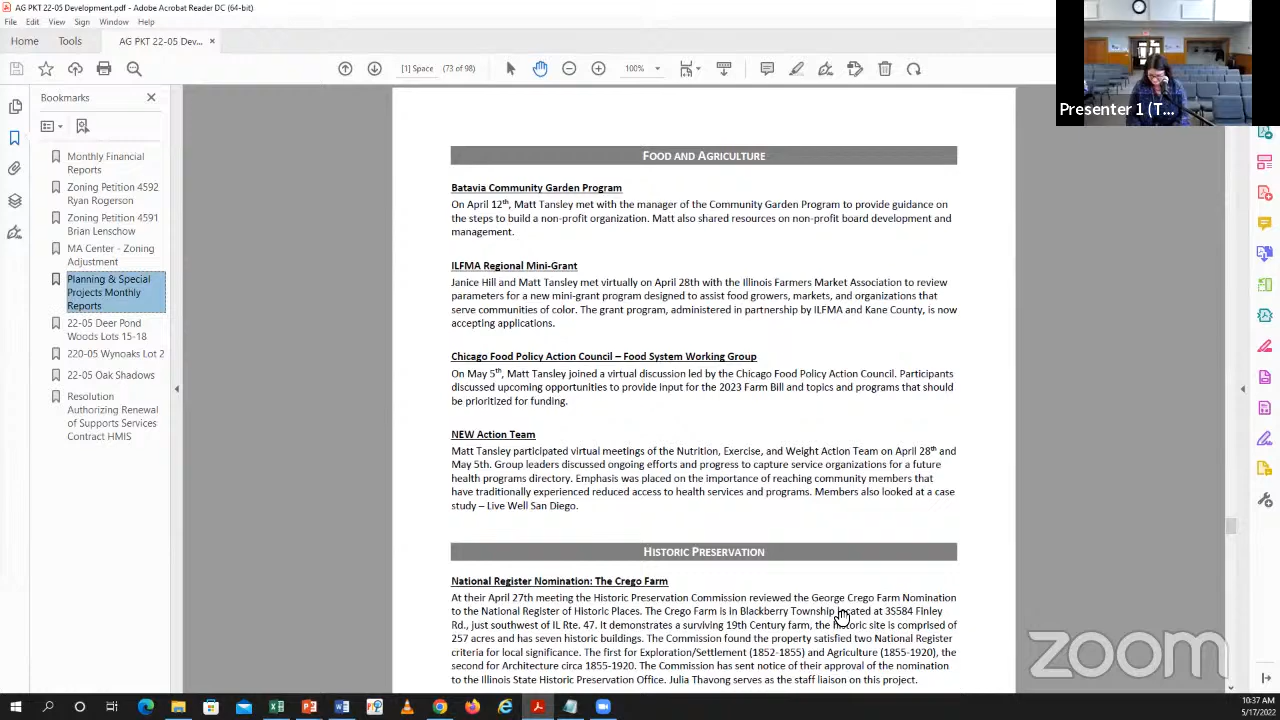 AG PKT 22-05 Development.pdf - Adobe Acrobat Reader DC (64-bit)
File Edit View Sign Window Help
Home Tools AG PKT 22-05 Dev... ×
[1] Space (73 of 98) 100%
Bookmarks
Monthly Financial
Reports
Zoning Petition 4592
Ryan Rogerson
Zoning Petition 4591
Brian Lenschow
MA Center - Zoning
Adjustment
Planning & Special
Projects Monthly
Reports
22-05 Deer Pond
Woods Lots 15-18
220-05 Wynoaks Lot 2
22-05 Oak Shadows
Resolution
Authorizing Renewal
of Supports Services
Contract HMIS
FOOD AND AGRICULTURE
Batavia Community Garden Program
On April 12th, Matt Tansley met with the manager of the Community Garden Program to provide guidance on
the steps to build a non-profit organization. Matt also shared resources on non-profit board development and
management.
ILFMA Regional Mini-Grant
Janice Hill and Matt Tansley met virtually on April 28th with the Illinois Farmers Market Association to review
parameters for a new mini-grant program designed to assist food growers, markets, and organizations that
serve communities of color. The grant program, administered in partnership by ILFMA and Kane County, is now
accepting applications.
Chicago Food Policy Action Council – Food System Working Group
On May 5th, Matt Tansley joined a virtual discussion led by the Chicago Food Policy Action Council. Participants
discussed upcoming opportunities to provide input for the 2023 Farm Bill and topics and programs that should
be prioritized for funding.
NEW Action Team
Matt Tansley participated virtual meetings of the Nutrition, Exercise, and Weight Action Team on April 28th and
May 5th. Group leaders discussed ongoing efforts and progress to capture service organizations for a future
health programs directory. Emphasis was placed on the importance of reaching community members that
have traditionally experienced reduced access to health services and programs. Members also looked at a case
study – Live Well San Diego.
HISTORIC PRESERVATION
National Register Nomination: The Crego Farm
At their April 27th meeting the Historic Preservation Commission reviewed the George Crego Farm Nomination
to the National Register of Historic Places. The Crego Farm is in Blackberry Township located at 3S584 Finley
Rd., just southwest of IL Rte. 47. It demonstrates a surviving 19th Century farm, the historic site is comprised of
257 acres and has seven historic buildings. The Commission found the property satisfied two National Register
criteria for local significance. The first for Exploration/Settlement (1852-1855) and Agriculture (1855-1920), the
second for Architecture circa 1855-1920. The Commission has sent notice of their approval of the nomination
to the Illinois State Historic Preservation Office. Julia Thavong serves as the staff liaison on this project.
Presenter 1 (T...
zoom
10:37 AM
5/17/2022